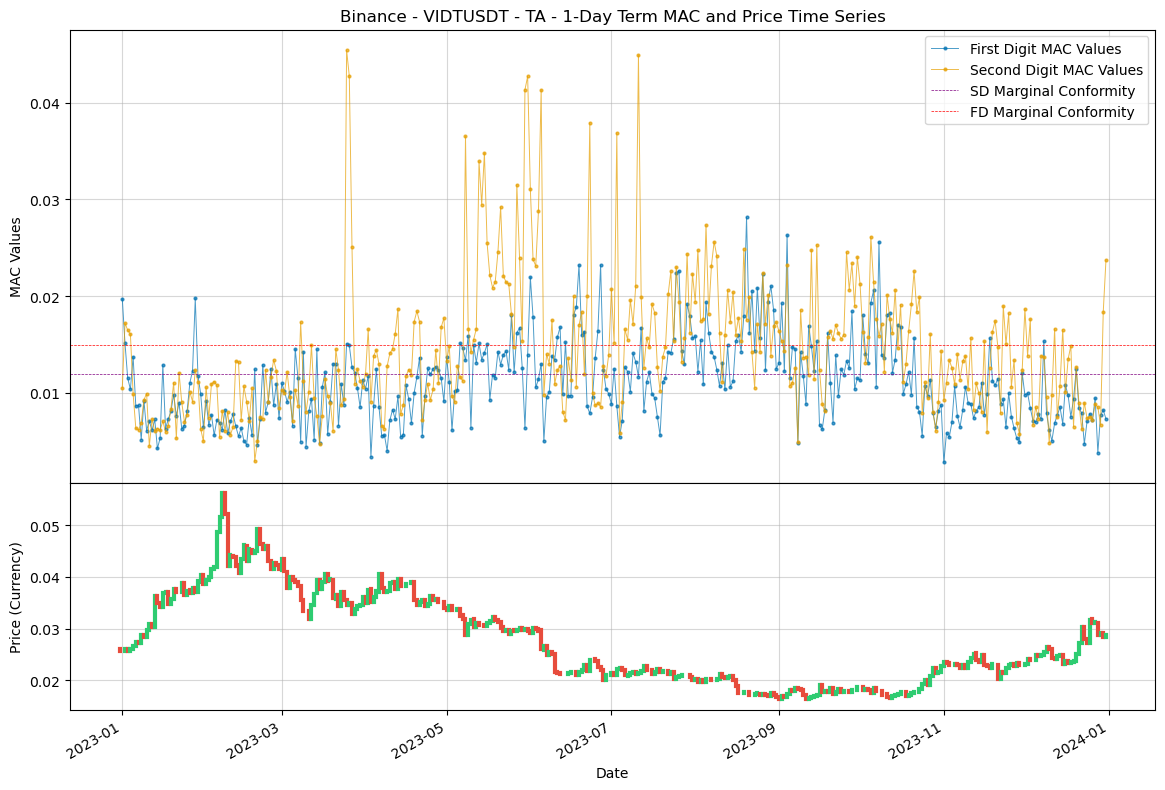 Binance - VIDTUSDT - TA - 1-Day Term MAC and Price Time Series
First Digit MAC Values
Second Digit MAC Values
SD Marginal Conformity
FD Marginal Conformity
MAC Values
0.04
0.03
0.02
0.01
Price (Currency)
0.05
0.04
0.03
0.02
2023-01
2023-03
2023-05
2023-07
2023-09
2023-11
2024-01
Date